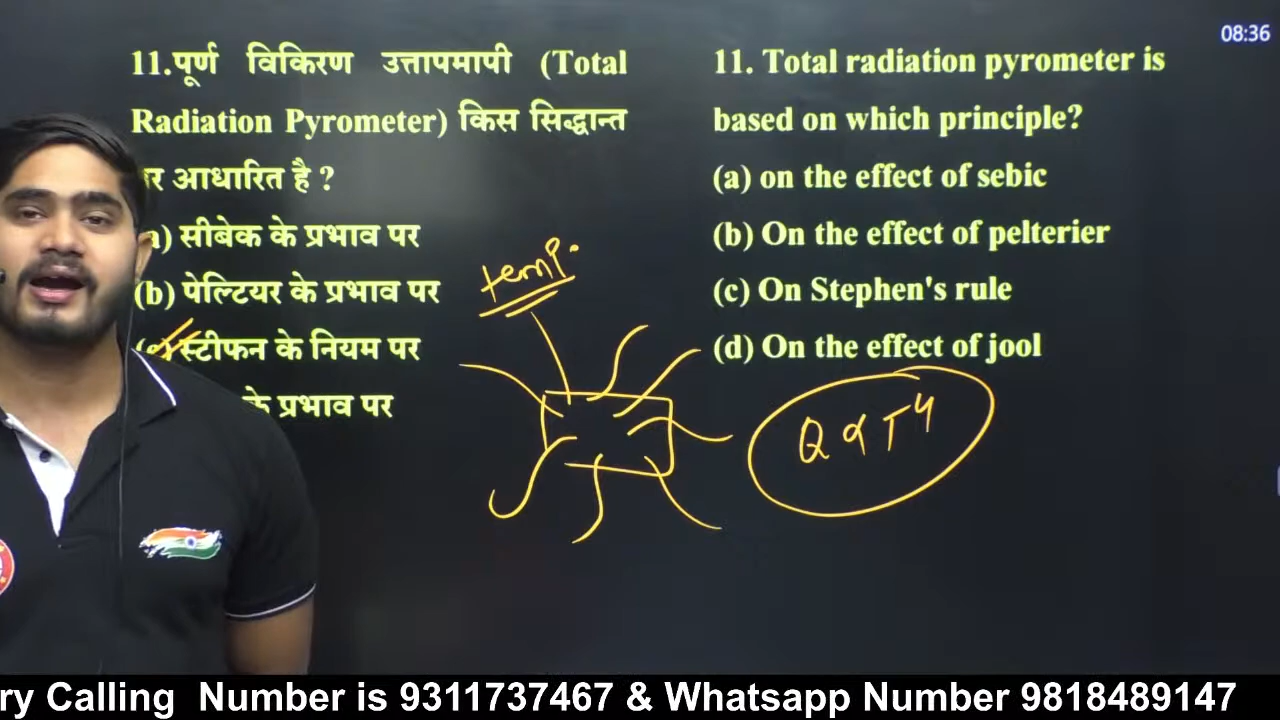 08:36
11.पूर्ण विकिरण उत्तापमापी (Total
Radiation Pyrometer) किस सिद्धान्त
आधारित है ?
सीबेक के प्रभाव पर
(b) पेल्टियर के प्रभाव पर
स्टीफन के नियम पर
के प्रभाव पर
11. Total radiation pyrometer is
based on which principle?
(a) on the effect of sebic
(b) On the effect of pelterier
(c) On Stephen's rule
(d) On the effect of jool
temp.
Q α T4
ry Calling Number is 9311737467 & Whatsapp Number 9818489147